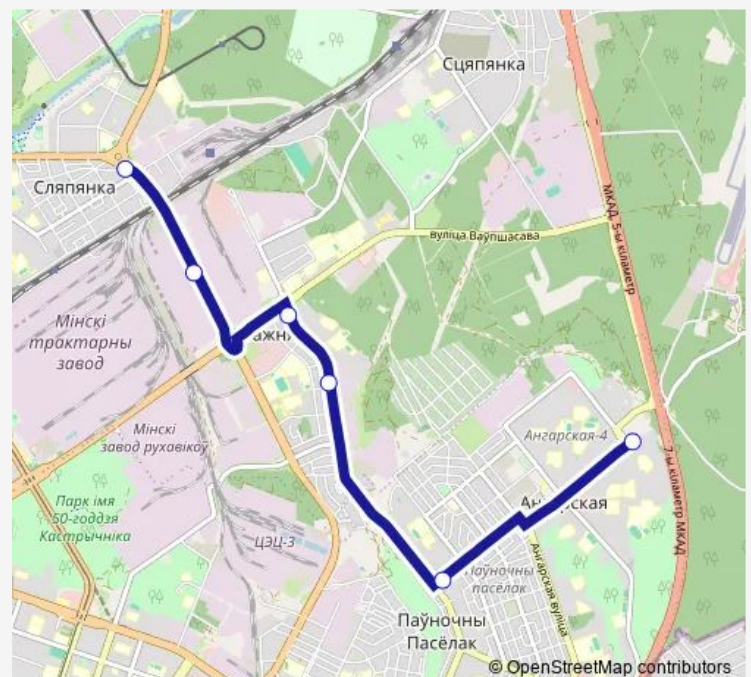 Сцяпянка
Сляпянка
МКАД 5-ы кіламетр
вуліца Ваўпшасава
Мінскі
трактарны
завод
Мінскі
завод рухавікоў
Ангарская-4
7-ы кіламетр МКАД
Парк імя
50-годдзя
Кастрычніка
ЦЭЦ-3
Ангарская вуліца
Паўночны
пасёлак
Паўночны
Пасёлак
© OpenStreetMap contributors